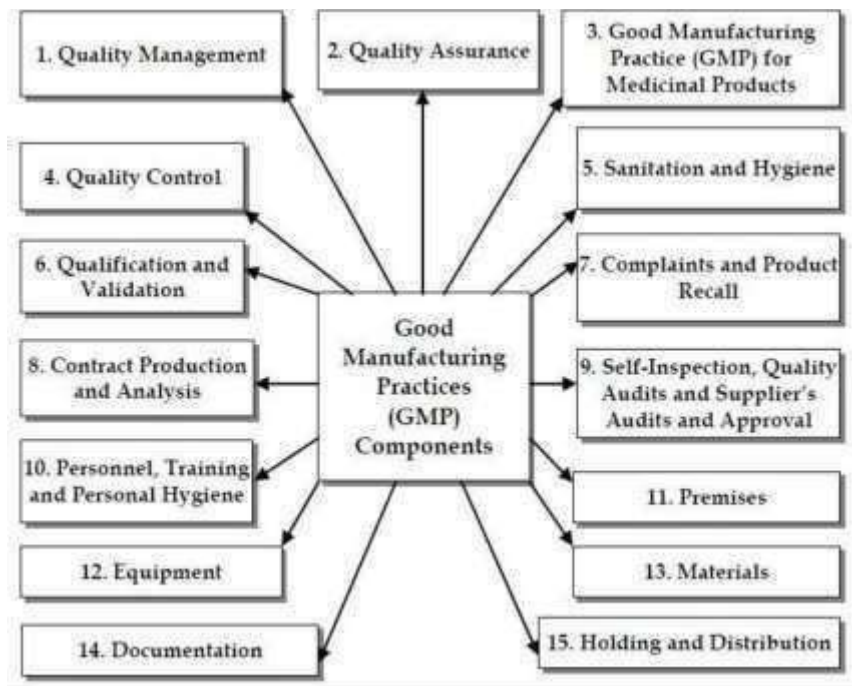 1. Quality Management
2. Quality Assurance
3. Good Manufacturing
Practice (GMP) for
Medicinal Products
4. Quality Control
5. Sanitation and Hygiene
6. Qualification and
Validation
7. Complaints and Product
Recall
Good
Manufacturing
Practices
(GMP)
Components
8. Contract Production
and Analysis
9. Self-Inspection, Quality
Audits and Supplier's
Audits and Approval
10. Personnel, Training
and Personal Hygiene
11. Premises
12. Equipment
13. Materials
14. Documentation
15. Holding and Distribution